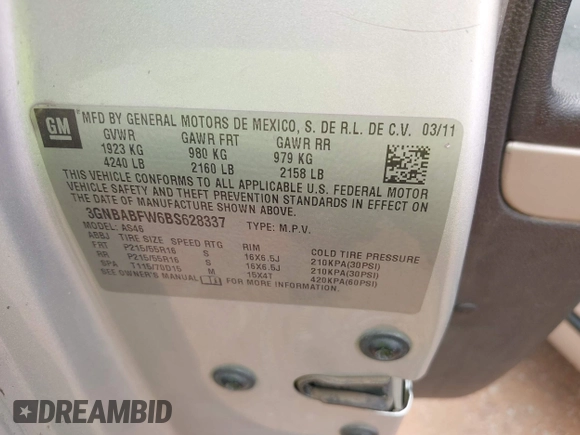 GM MFD BY GENERAL MOTORS DE MEXICO, S. DE R.L. DE C.V. 03/11
GVWR GAWR FRT GAWR RR
1923 KG 980 KG 979 KG
4240 LB 2160 LB 2158 LB
THIS VEHICLE CONFORMS TO ALL APPLICABLE U.S. FEDERAL MOTOR
VEHICLE SAFETY AND THEFT PREVENTION STANDARDS IN EFFECT ON
THE DATE OF MANUFACTURE SHOWN ABOVE.
3GNBABFW6BS628337 TYPE: M.P.V.
MODEL: AS46
ABBJ TIRE SIZE SPEED RTG RIM COLD TIRE PRESSURE
FRT P215/55R16 S 16X6.5J 210KPA(30PSI)
RR P215/55R16 S 16X6.5J 210KPA(30PSI)
SPA T115/70D15 M 15X4T 420KPA(60PSI)
SEE OWNER'S MANUAL FOR MORE INFORMATION
DREAMBID